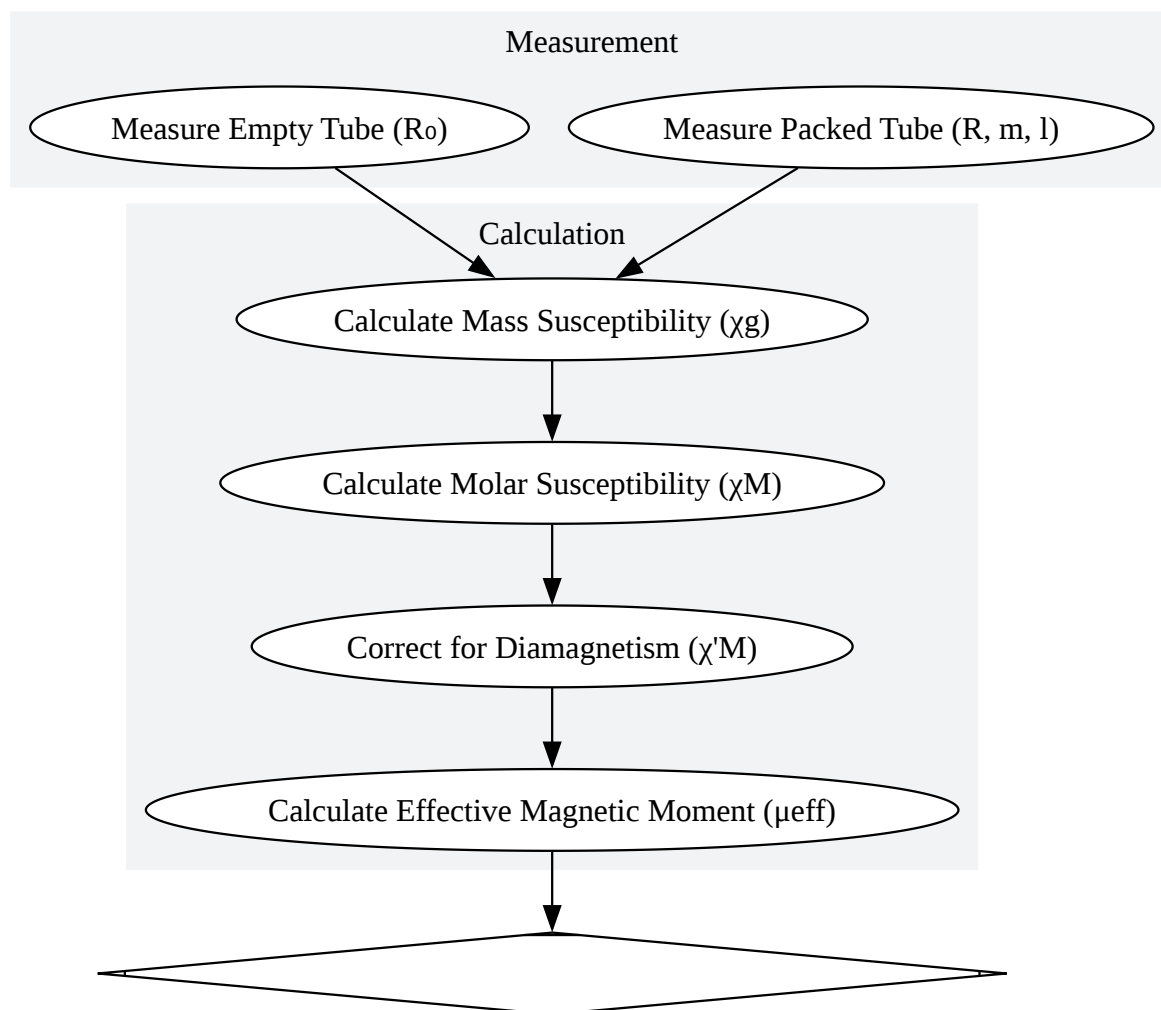 Measurement
Measure Empty Tube (R₀)
Measure Packed Tube (R, m, l)
Calculation
Calculate Mass Susceptibility (χg)
Calculate Molar Susceptibility (χM)
Correct for Diamagnetism (χ'M)
Calculate Effective Magnetic Moment (μeff)